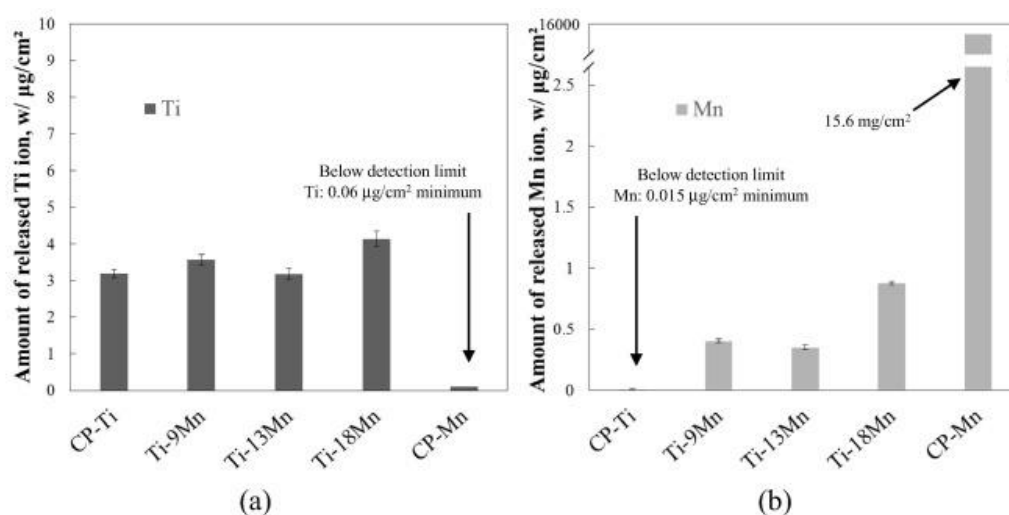 Amount of released Ti ion, w/ μg/cm²
10
9
8
7
6
5
4
3
2
1
0
Ti
Below detection limit
Ti: 0.06 μg/cm² minimum
CP-Ti
Ti-9Mn
Ti-13Mn
Ti-18Mn
CP-Mn
(a)
Amount of released Mn ion, w/ μg/cm²
16000
2.5
2
1
0.5
0
Mn
15.6 mg/cm²
Below detection limit
Mn: 0.015 μg/cm² minimum
CP-Ti
Ti-9Mn
Ti-13Mn
Ti-18Mn
CP-Mn
(b)